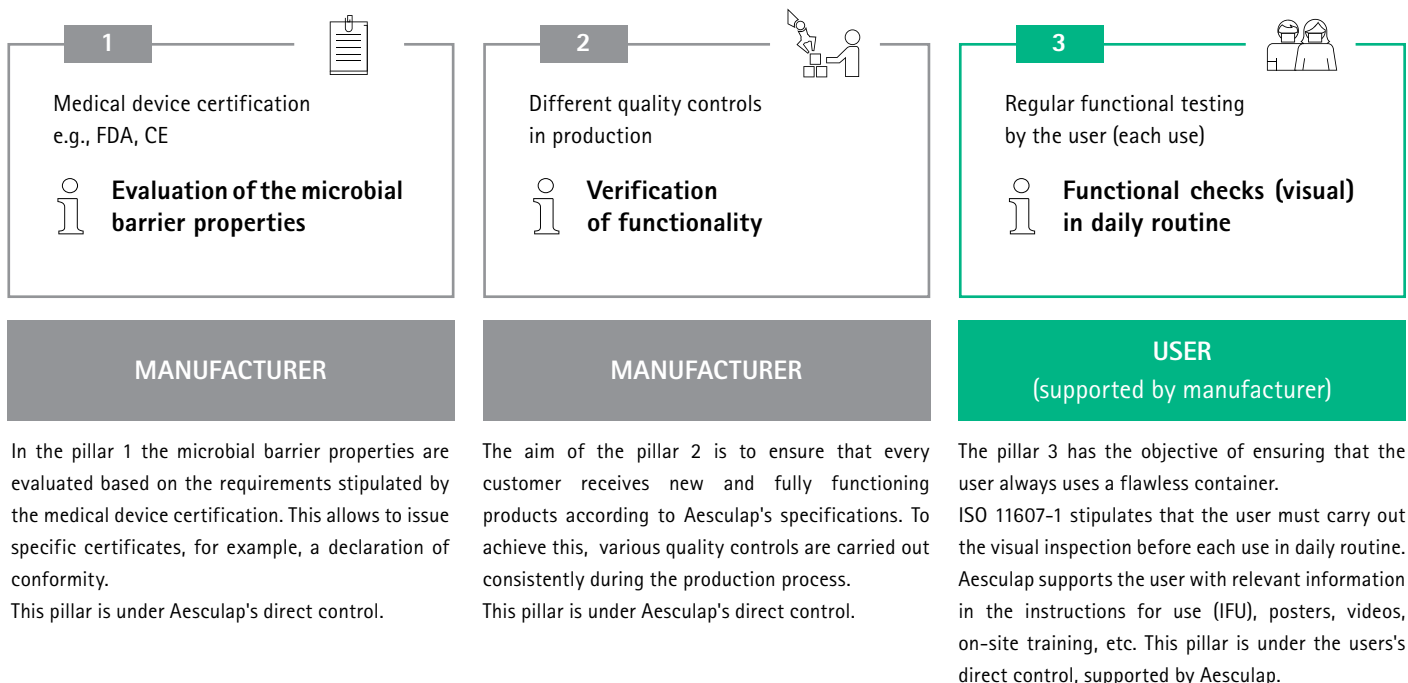 1
Medical device certification
e.g., FDA, CE
Evaluation of the microbial
barrier properties
MANUFACTURER
In the pillar 1 the microbial barrier properties are
evaluated based on the requirements stipulated by
the medical device certification. This allows to issue
specific certificates, for example, a declaration of
conformity.
This pillar is under Aesculap's direct control.
2
Different quality controls
in production
Verification
of functionality
MANUFACTURER
The aim of the pillar 2 is to ensure that every
customer receives new and fully functioning
products according to Aesculap's specifications. To
achieve this, various quality controls are carried out
consistently during the production process.
This pillar is under Aesculap's direct control.
3
Regular functional testing
by the user (each use)
Functional checks (visual)
in daily routine
USER
(supported by manufacturer)
The pillar 3 has the objective of ensuring that the
user always uses a flawless container.
ISO 11607-1 stipulates that the user must carry out
the visual inspection before each use in daily routine.
Aesculap supports the user with relevant information
in the instructions for use (IFU), posters, videos,
on-site training, etc. This pillar is under the users's
direct control, supported by Aesculap.